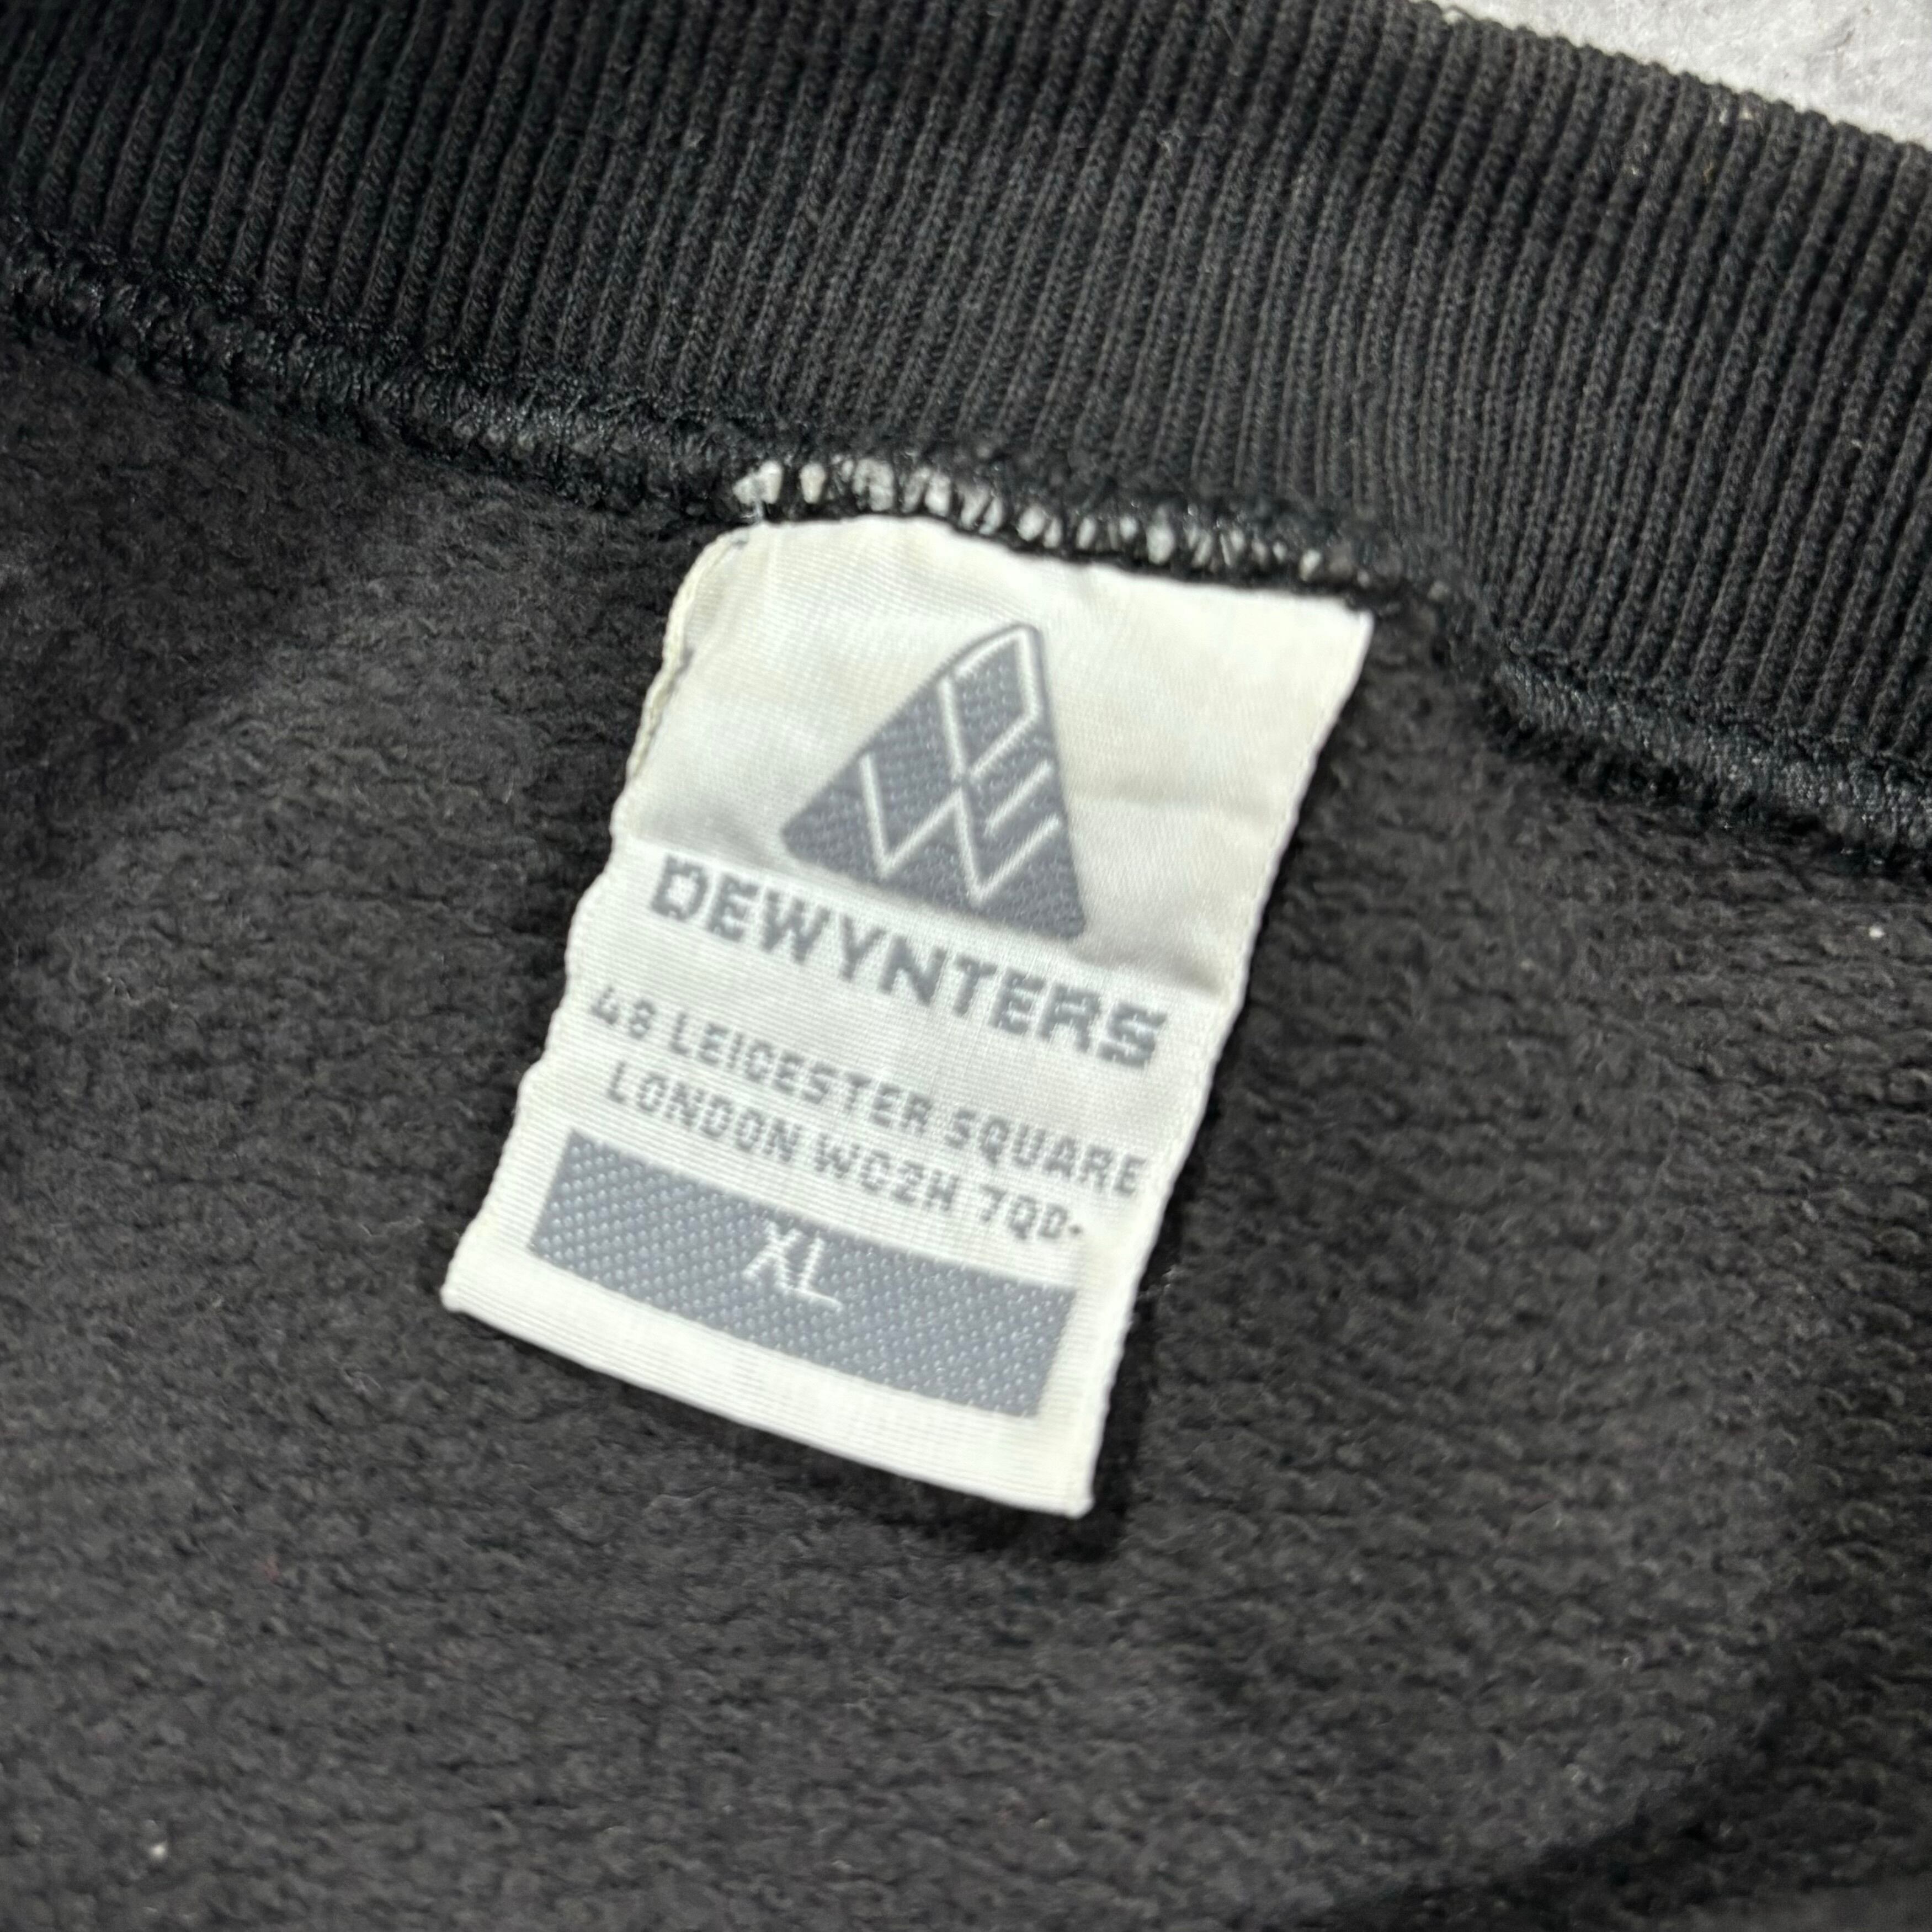 DEWYNTERS
48 LEICESTER SQUARE
LONDON WC2H 7QD-
XL